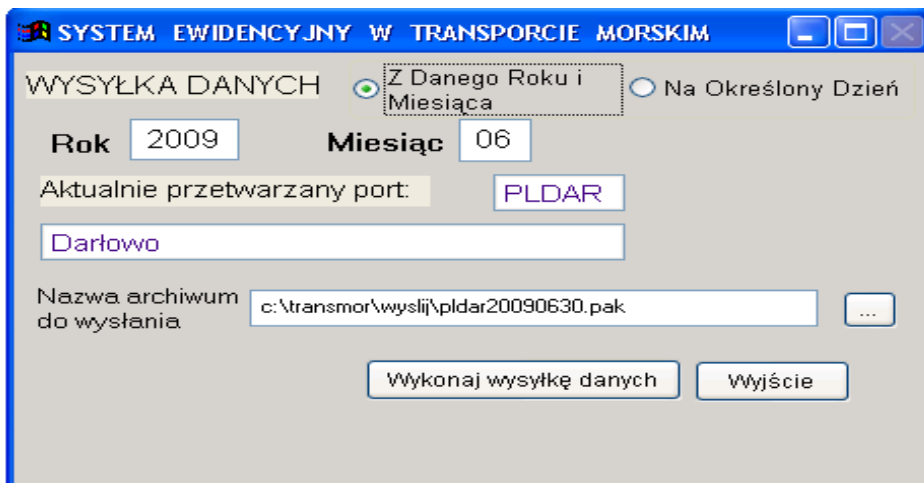 SYSTEM EWIDENCYJNY W TRANSPORCIE MORSKIM
WYSYŁKA DANYCH
Z Danego Roku i
Miesiąca
Na Określony Dzień
Rok 2009 Miesiąc 06
Aktualnie przetwarzany port: PLDAR
Darłowo
Nazwa archiwum
do wysłania
c:\transmor\wyslij\pldar20090630.pak
...
Wykonaj wysyłkę danych Wyjście